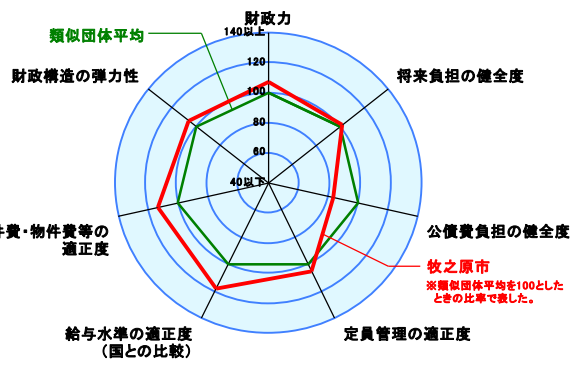 財政力
140以上
類似団体平均
120
財政構造の弾力性
将来負担の健全度
100
80
60
40以下
件費・物件費等の
適正度
公債費負担の健全度
牧之原市
※類似団体平均を100とした
ときの比率で表した。
給与水準の適正度
（国との比較）
定員管理の適正度